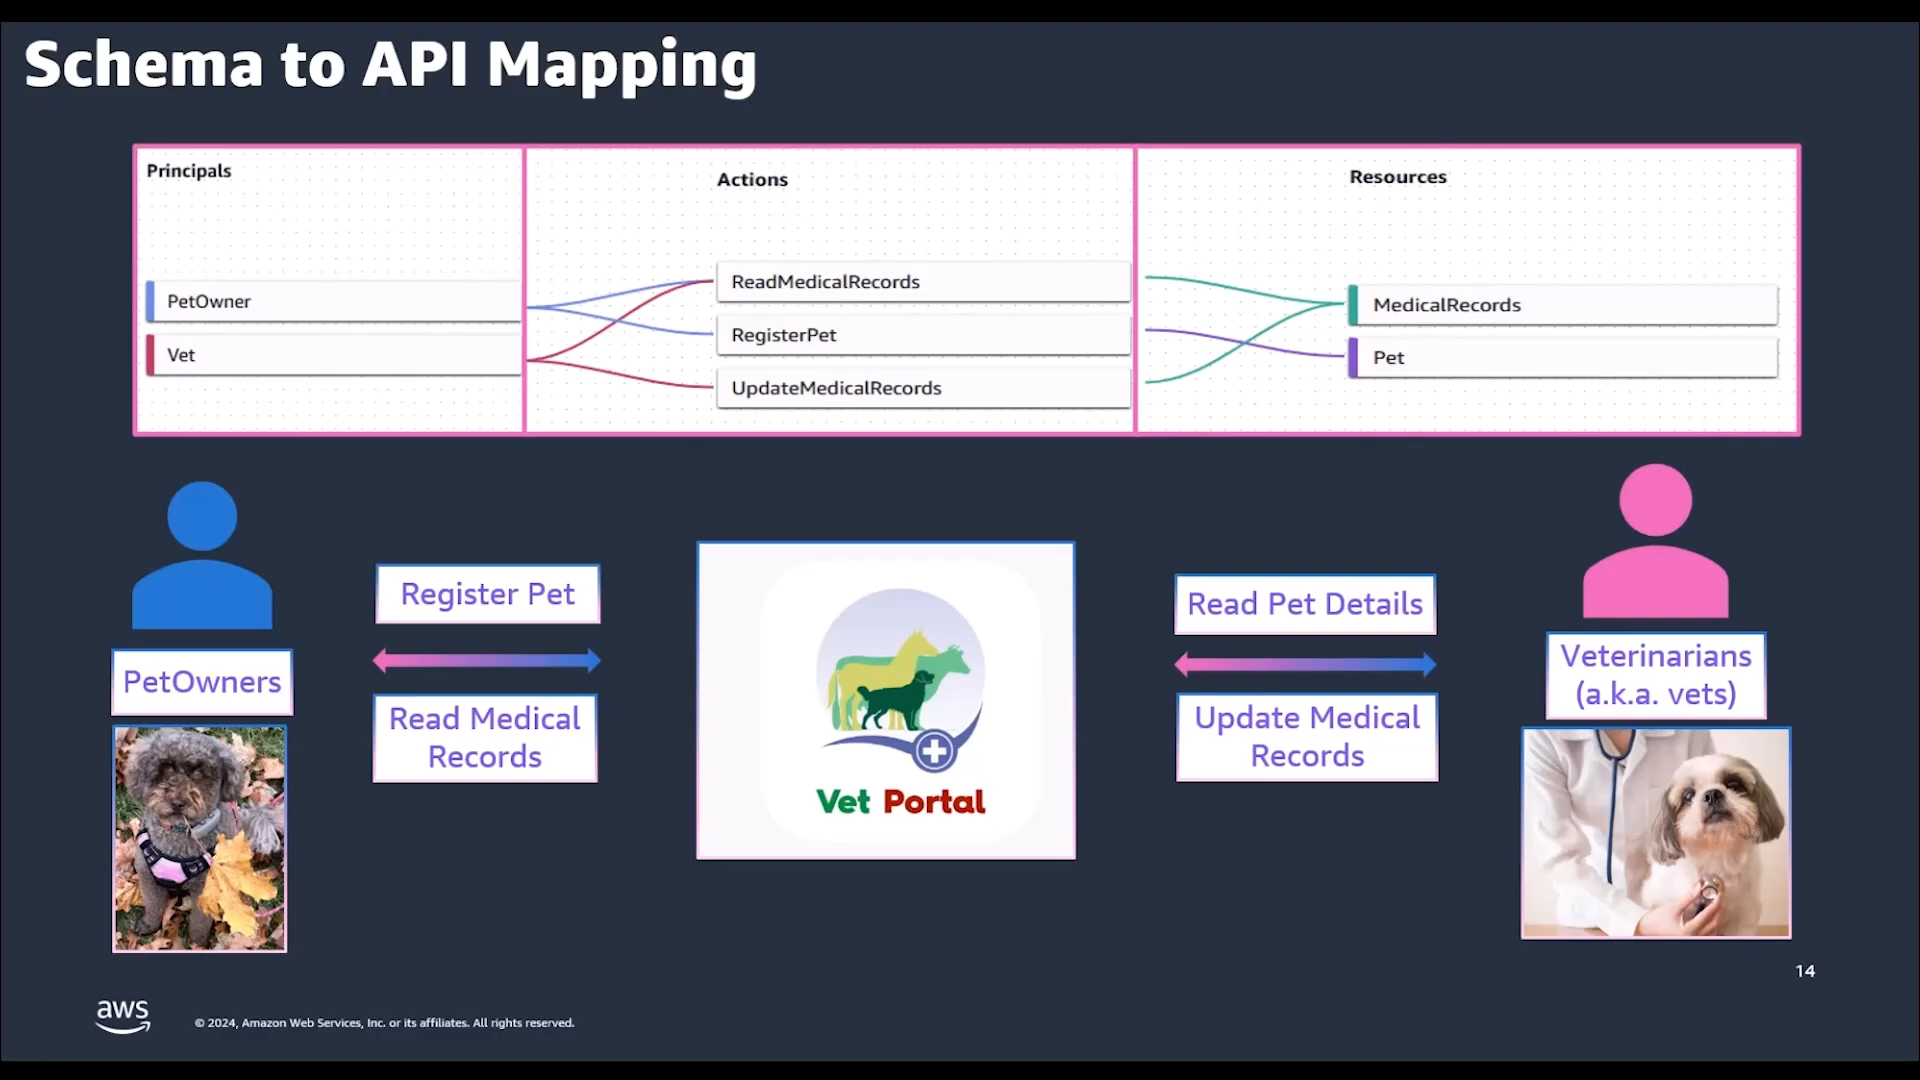 Schema to API Mapping
Principals
Actions
Resources
PetOwner
Vet
ReadMedicalRecords
RegisterPet
UpdateMedicalRecords
MedicalRecords
Pet
PetOwners
Register Pet
Read Medical
Records
Vet Portal
Read Pet Details
Update Medical
Records
Veterinarians
(a.k.a. vets)
14
aws
© 2024, Amazon Web Services, Inc. or its affiliates. All rights reserved.